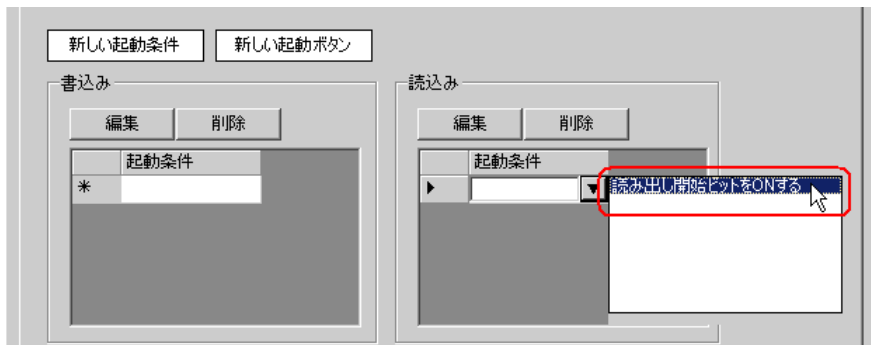 新しい起動条件 新しい起動ボタン
書込み 読込み
編集 削除 編集 削除
起動条件 起動条件
* 読み出し開始ビットをONする